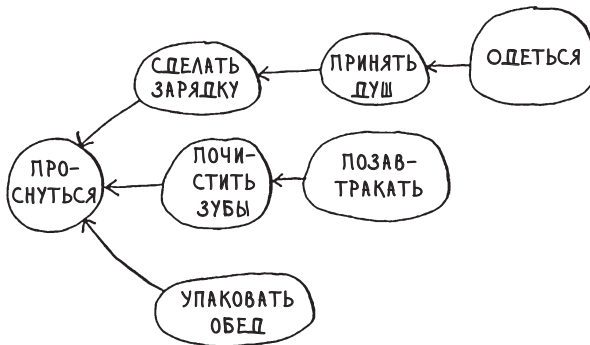 СДЕЛАТЬ
ЗАРЯДКУ
ПРИНЯТЬ
ДУШ
ОДЕТЬСЯ
ПРО-
СНУТЬСЯ
ПОЧИ-
СТИТЬ
ЗУБЫ
ПОЗАВ-
ТРАКАТЬ
УПАКОВАТЬ
ОБЕД